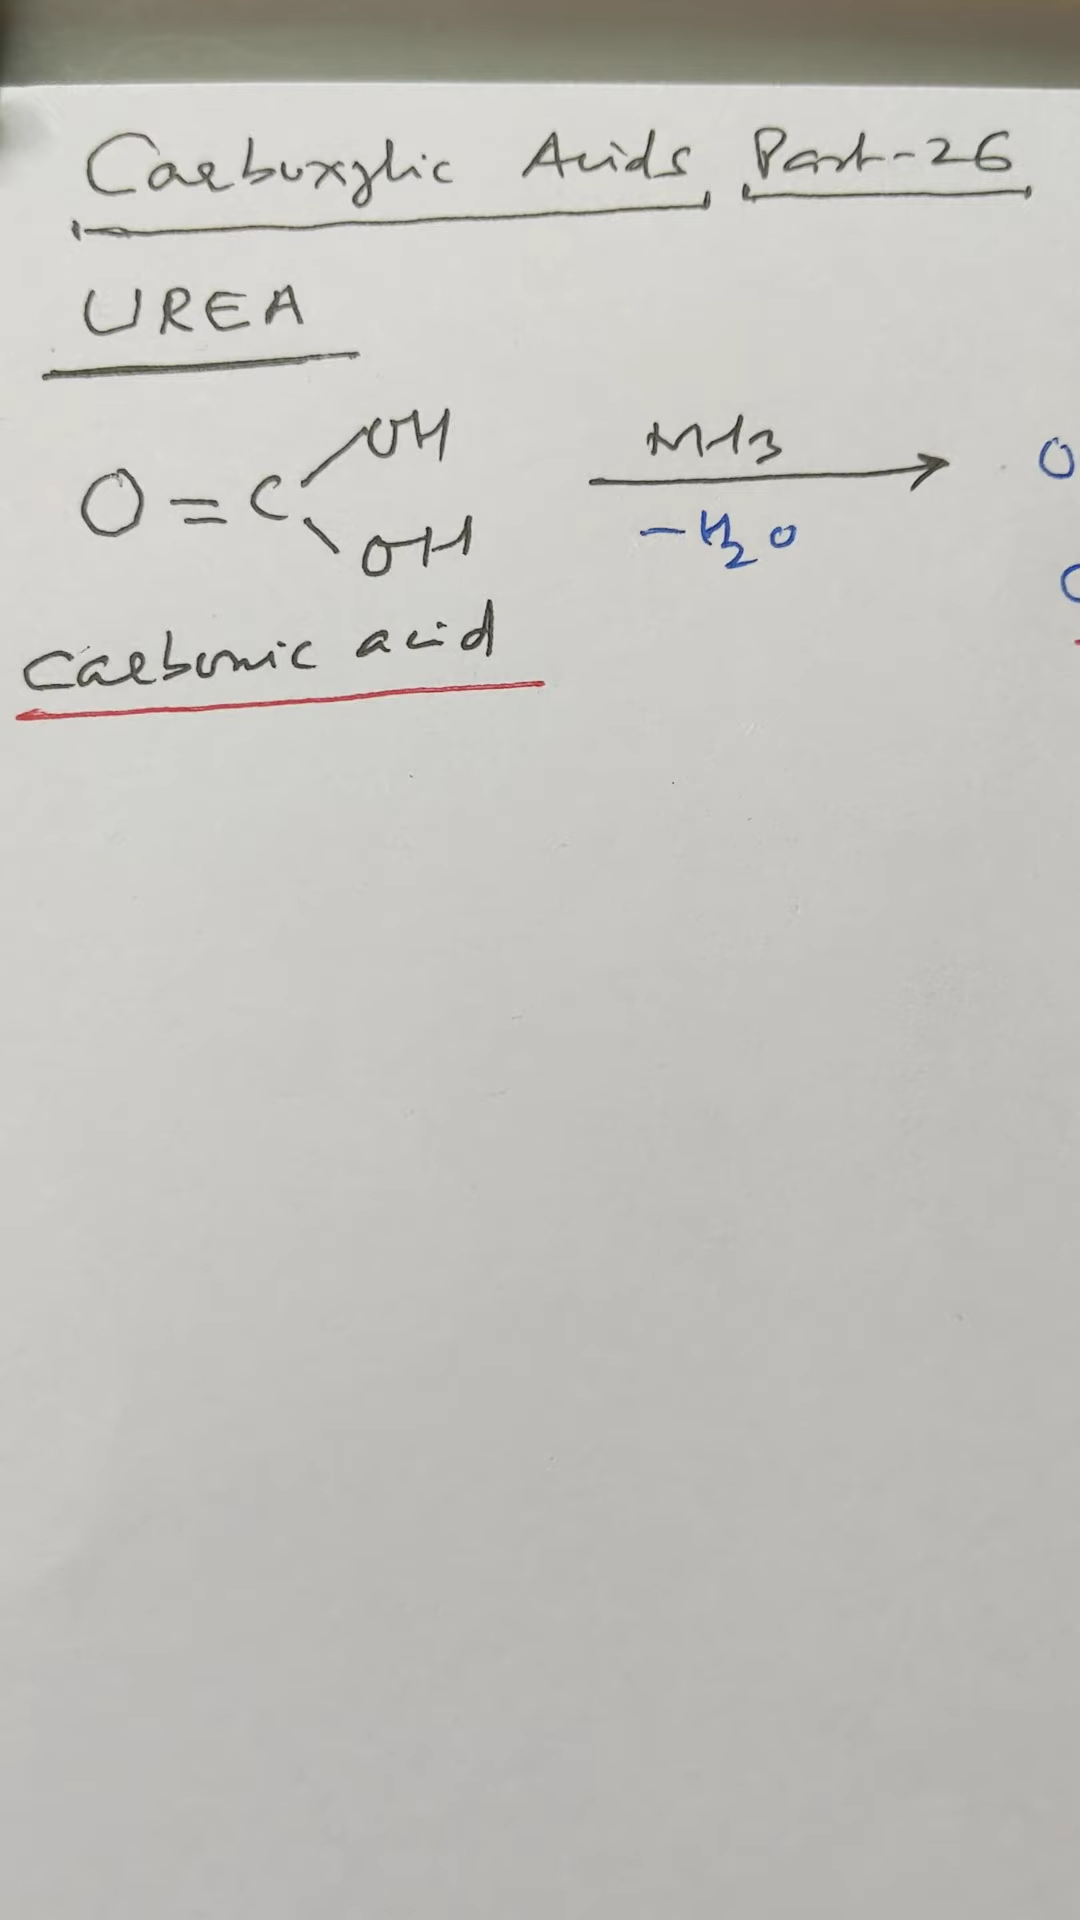 Carboxylic Acids Part-26
UREA
O=C
OH
OH
NH3
-H2O
O
C
Carbonic acid